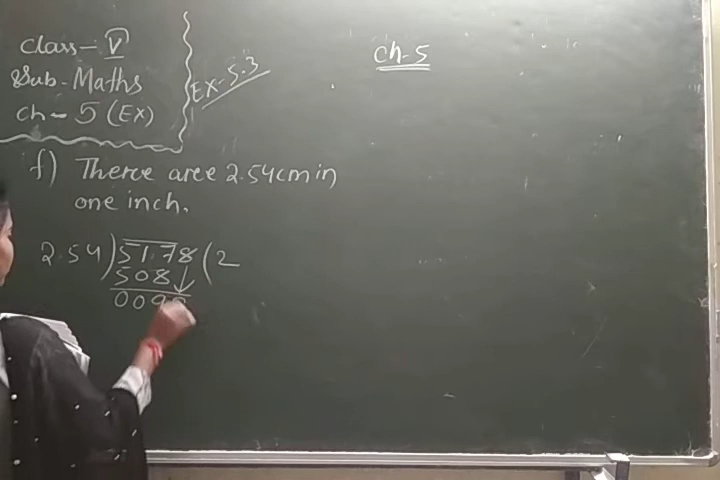 Class - V
Sub - Maths
Ch - 5 (Ex)
Ex-5.3
Ch-5
f) There are 2.54cm in
one inch.
2.54) 5178 (2
508
009